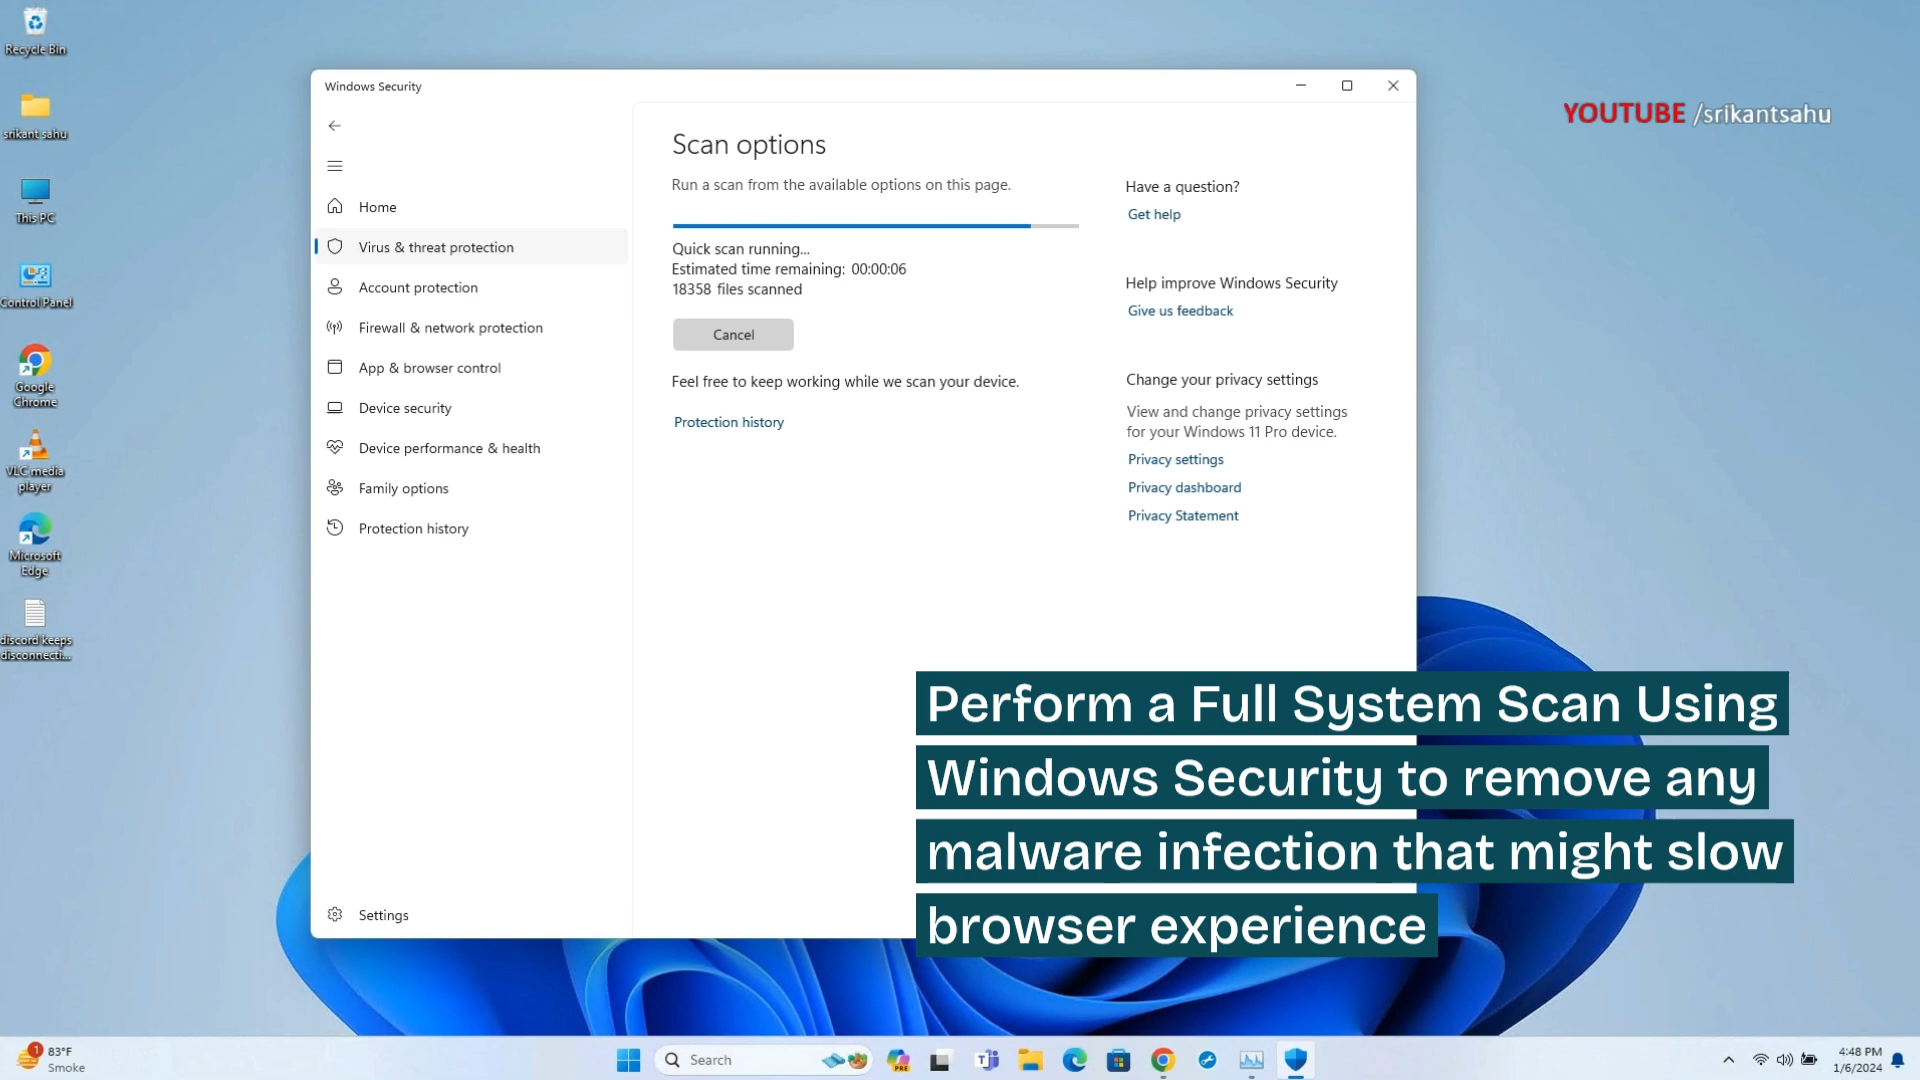 Recycle Bin
srikant sahu
This PC
Control Panel
Google
Chrome
VLC media
player
Microsoft
Edge
discord keeps
disconnecti...
Windows Security
Home
Virus & threat protection
Account protection
Firewall & network protection
App & browser control
Device security
Device performance & health
Family options
Protection history
Settings
Scan options
Run a scan from the available options on this page.
Quick scan running...
Estimated time remaining: 00:00:06
18358 files scanned
Cancel
Feel free to keep working while we scan your device.
Protection history
Have a question?
Get help
Help improve Windows Security
Give us feedback
Change your privacy settings
View and change privacy settings
for your Windows 11 Pro device.
Privacy settings
Privacy dashboard
Privacy Statement
YOUTUBE /srikantsahu
Perform a Full System Scan Using
Windows Security to remove any
malware infection that might slow
browser experience
1
83°F
Smoke
Search
PRE
4:48 PM
1/6/2024